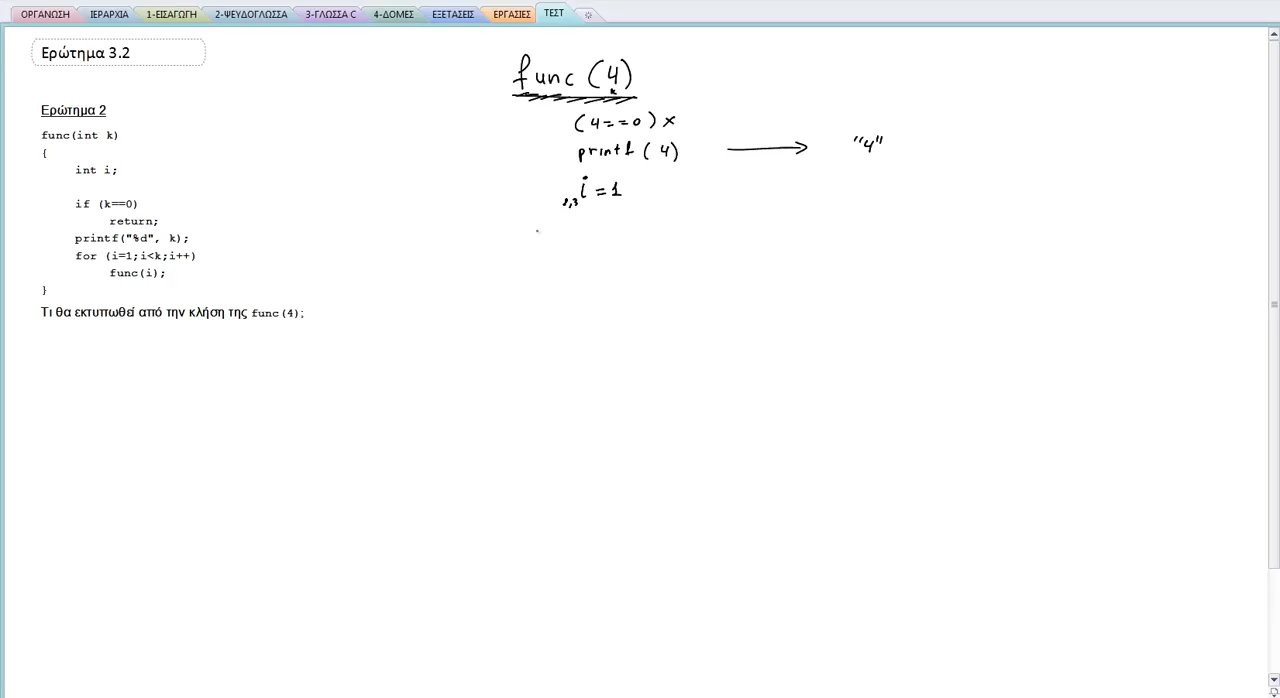 ΟΡΓΑΝΩΣΗ ΙΕΡΑΡΧΙΑ 1-ΕΙΣΑΓΩΓΗ 2-ΨΕΥΔΟΓΛΩΣΣΑ 3-ΓΛΩΣΣΑ C 4-ΔΟΜΕΣ ΕΞΕΤΑΣΕΙΣ ΕΡΓΑΣΙΕΣ ΤΕΣΤ
Ερώτημα 3.2
Ερώτημα 2
func(int k)
{
int i;
if (k==0)
return;
printf("%d", k);
for (i=1;i<k;i++)
func(i);
}
Τι θα εκτυπωθεί από την κλήση της func(4);
func (4)
k
(4==0) x
printf (4) → "4"
2,3 i = 1